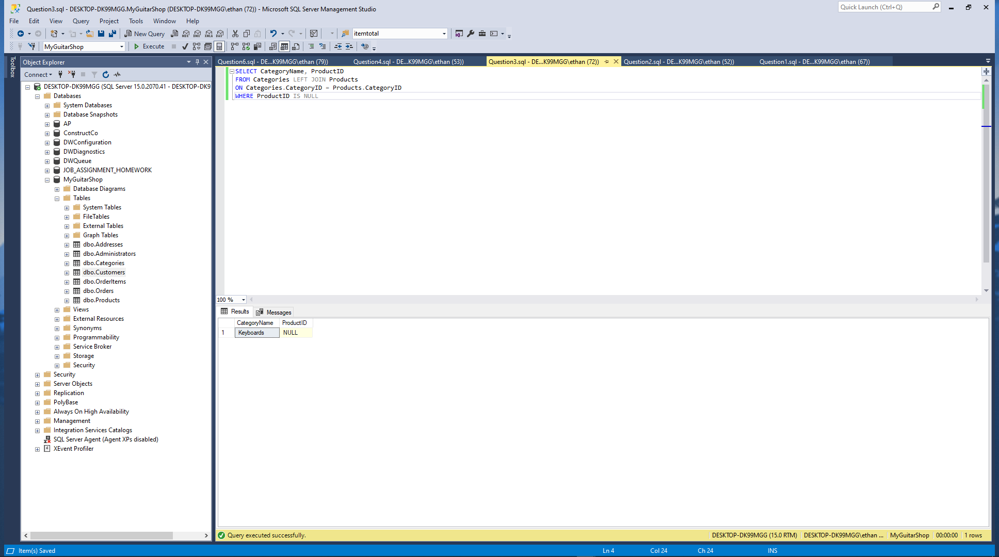 Question3.sql - DESKTOP-DK99MGG.MyGuitarShop (DESKTOP-DK99MGG\ethan (72)) - Microsoft SQL Server Management Studio
Quick Launch (Ctrl+Q)
File Edit View Query Project Tools Window Help
New Query MDX DMX XMLA DAX itemtotal
MyGuitarShop Execute
Toolbox
Object Explorer
Connect
DESKTOP-DK99MGG (SQL Server 15.0.2070.41 - DESKTOP-DK9
Databases
System Databases
Database Snapshots
AP
ConstructCo
DWConfiguration
DWDiagnostics
DWQueue
JOB_ASSIGNMENT_HOMEWORK
MyGuitarShop
Database Diagrams
Tables
System Tables
FileTables
External Tables
Graph Tables
dbo.Addresses
dbo.Administrators
dbo.Categories
dbo.Customers
dbo.OrderItems
dbo.Orders
dbo.Products
Views
External Resources
Synonyms
Programmability
Service Broker
Storage
Security
Security
Server Objects
Replication
PolyBase
Always On High Availability
Management
Integration Services Catalogs
SQL Server Agent (Agent XPs disabled)
XEvent Profiler
Question6.sql - DE...K99MGG\ethan (79)) Question4.sql - DE...K99MGG\ethan (53)) Question3.sql - DE...K99MGG\ethan (72)) Question2.sql - DE...K99MGG\ethan (52)) Question1.sql - DE...K99MGG\ethan (67))
SELECT CategoryName, ProductID
FROM Categories LEFT JOIN Products
ON Categories.CategoryID = Products.CategoryID
WHERE ProductID IS NULL
100 %
Results Messages
CategoryName ProductID
1 Keyboards NULL
Query executed successfully. DESKTOP-DK99MGG (15.0 RTM) DESKTOP-DK99MGG\ethan ... MyGuitarShop 00:00:00 1 rows
Item(s) Saved Ln 4 Col 24 Ch 24 INS